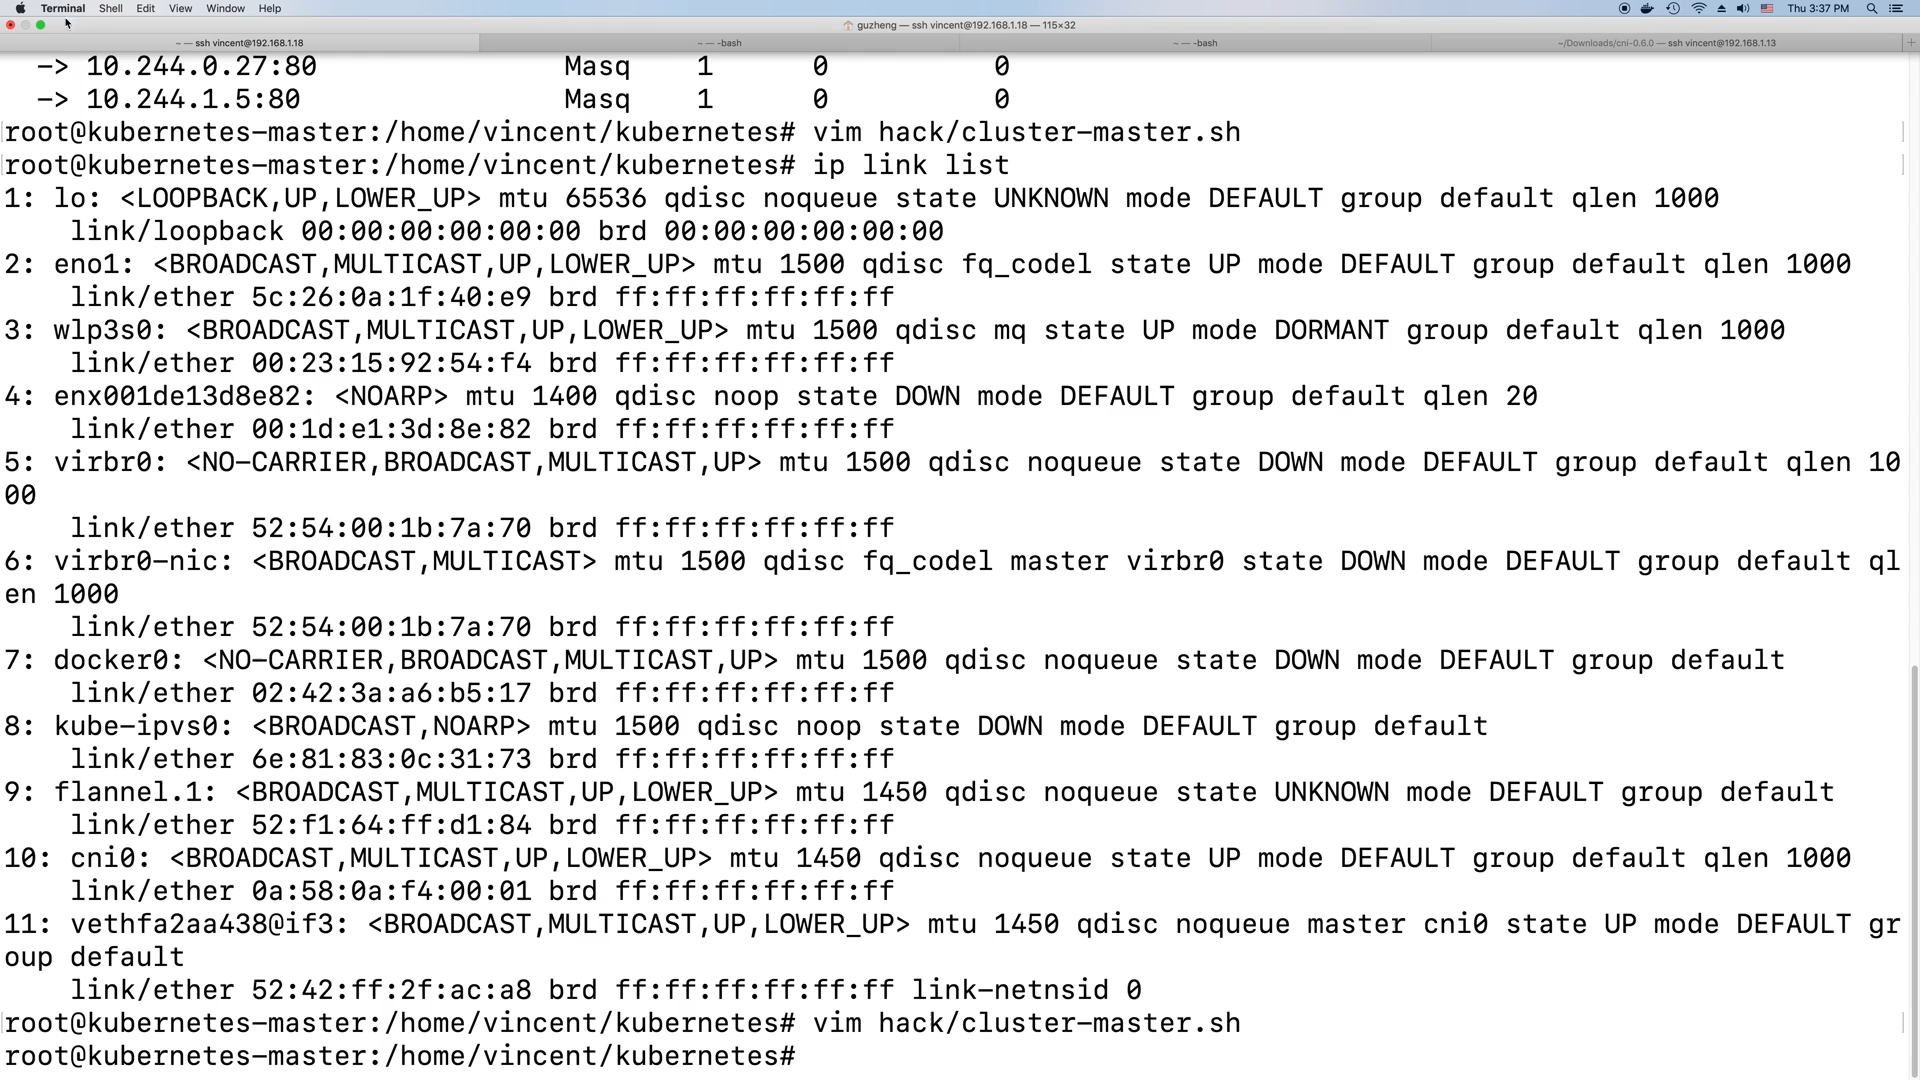 Terminal Shell Edit View Window Help Thu 3:37 PM
guzheng — ssh vincent@192.168.1.18 — 115×32
~ — ssh vincent@192.168.1.18 ~ — -bash ~ — -bash ~/Downloads/cni-0.6.0 — ssh vincent@192.168.1.13 +
-> 10.244.0.27:80 Masq 1 0 0
-> 10.244.1.5:80 Masq 1 0 0
root@kubernetes-master:/home/vincent/kubernetes# vim hack/cluster-master.sh
root@kubernetes-master:/home/vincent/kubernetes# ip link list
1: lo: <LOOPBACK,UP,LOWER_UP> mtu 65536 qdisc noqueue state UNKNOWN mode DEFAULT group default qlen 1000
link/loopback 00:00:00:00:00:00 brd 00:00:00:00:00:00
2: eno1: <BROADCAST,MULTICAST,UP,LOWER_UP> mtu 1500 qdisc fq_codel state UP mode DEFAULT group default qlen 1000
link/ether 5c:26:0a:1f:40:e9 brd ff:ff:ff:ff:ff:ff
3: wlp3s0: <BROADCAST,MULTICAST,UP,LOWER_UP> mtu 1500 qdisc mq state UP mode DORMANT group default qlen 1000
link/ether 00:23:15:92:54:f4 brd ff:ff:ff:ff:ff:ff
4: enx001de13d8e82: <NOARP> mtu 1400 qdisc noop state DOWN mode DEFAULT group default qlen 20
link/ether 00:1d:e1:3d:8e:82 brd ff:ff:ff:ff:ff:ff
5: virbr0: <NO-CARRIER,BROADCAST,MULTICAST,UP> mtu 1500 qdisc noqueue state DOWN mode DEFAULT group default qlen 10
00
link/ether 52:54:00:1b:7a:70 brd ff:ff:ff:ff:ff:ff
6: virbr0-nic: <BROADCAST,MULTICAST> mtu 1500 qdisc fq_codel master virbr0 state DOWN mode DEFAULT group default ql
en 1000
link/ether 52:54:00:1b:7a:70 brd ff:ff:ff:ff:ff:ff
7: docker0: <NO-CARRIER,BROADCAST,MULTICAST,UP> mtu 1500 qdisc noqueue state DOWN mode DEFAULT group default
link/ether 02:42:3a:a6:b5:17 brd ff:ff:ff:ff:ff:ff
8: kube-ipvs0: <BROADCAST,NOARP> mtu 1500 qdisc noop state DOWN mode DEFAULT group default
link/ether 6e:81:83:0c:31:73 brd ff:ff:ff:ff:ff:ff
9: flannel.1: <BROADCAST,MULTICAST,UP,LOWER_UP> mtu 1450 qdisc noqueue state UNKNOWN mode DEFAULT group default
link/ether 52:f1:64:ff:d1:84 brd ff:ff:ff:ff:ff:ff
10: cni0: <BROADCAST,MULTICAST,UP,LOWER_UP> mtu 1450 qdisc noqueue state UP mode DEFAULT group default qlen 1000
link/ether 0a:58:0a:f4:00:01 brd ff:ff:ff:ff:ff:ff
11: vethfa2aa438@if3: <BROADCAST,MULTICAST,UP,LOWER_UP> mtu 1450 qdisc noqueue master cni0 state UP mode DEFAULT gr
oup default
link/ether 52:42:ff:2f:ac:a8 brd ff:ff:ff:ff:ff:ff link-netnsid 0
root@kubernetes-master:/home/vincent/kubernetes# vim hack/cluster-master.sh
root@kubernetes-master:/home/vincent/kubernetes#